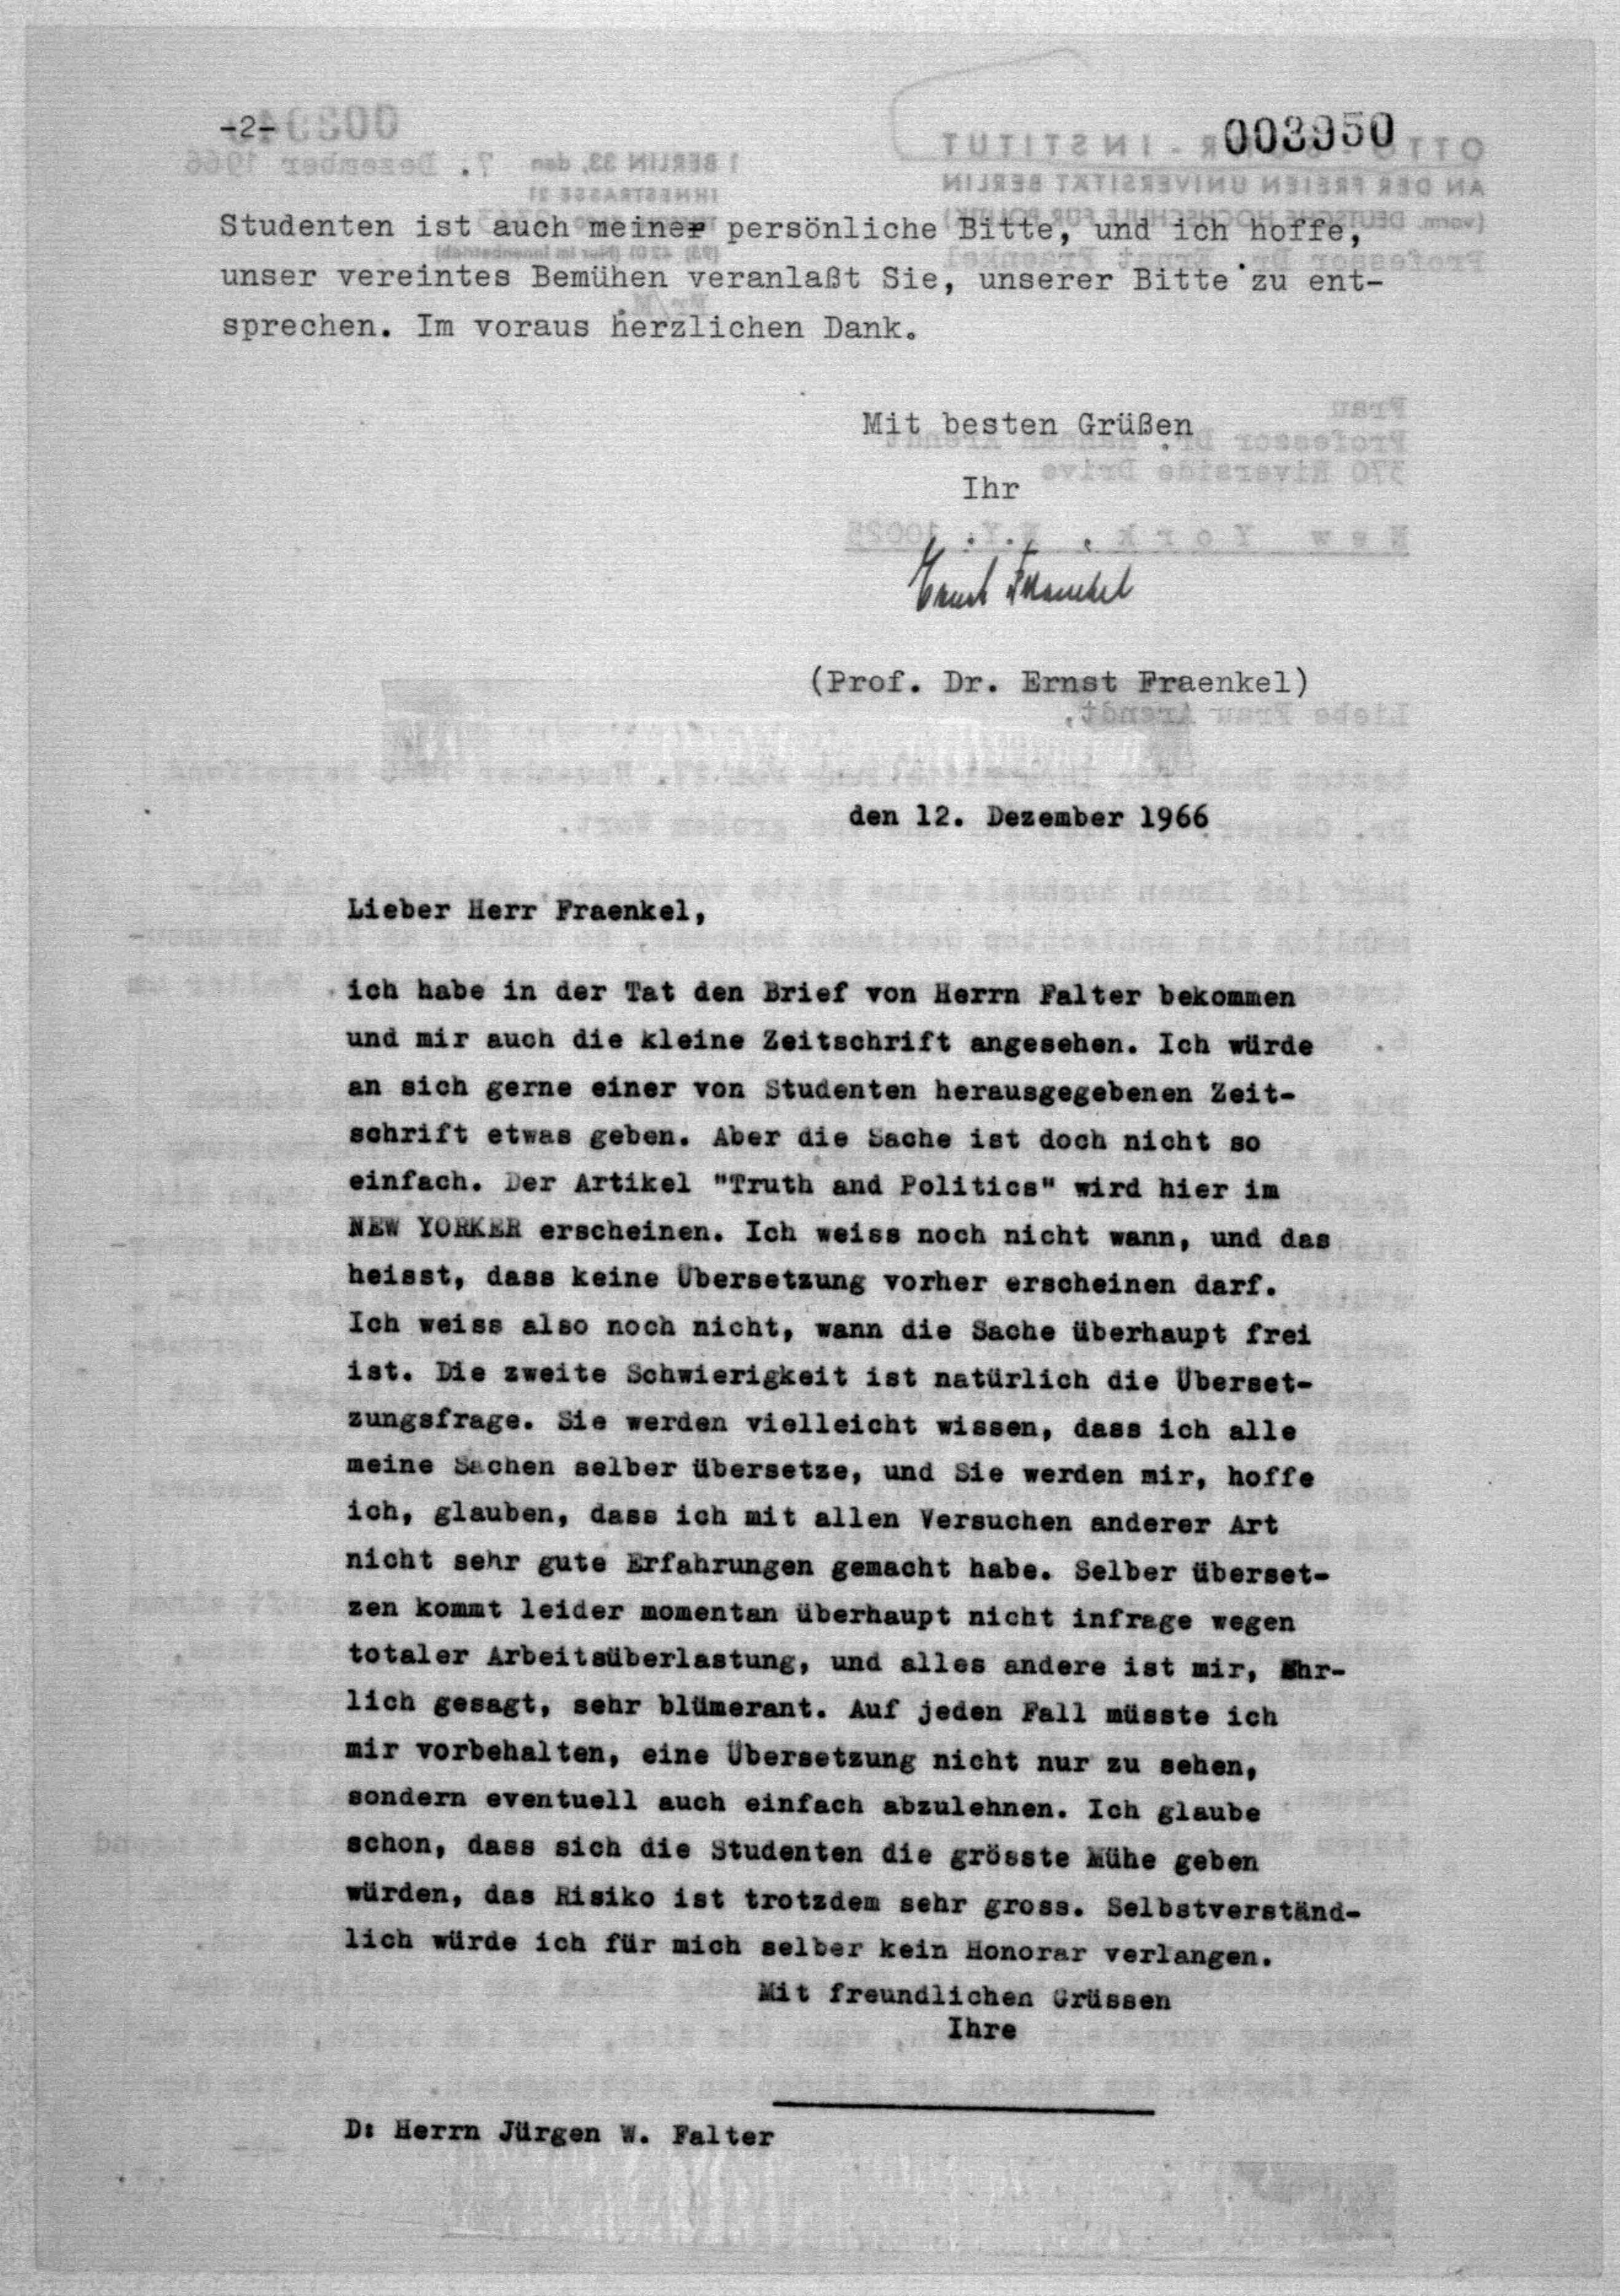 -2-
003950
Studenten ist auch meine persönliche Bitte, und ich hoffe,
unser vereintes Bemühen veranlaßt Sie, unserer Bitte zu ent-
sprechen. Im voraus herzlichen Dank.
Mit besten Grüßen
Ihr
Ernst Fraenkel
(Prof. Dr. Ernst Fraenkel)
den 12. Dezember 1966
Lieber Herr Fraenkel,
ich habe in der Tat den Brief von Herrn Falter bekommen
und mir auch die kleine Zeitschrift angesehen. Ich würde
an sich gerne einer von Studenten herausgegebenen Zeit-
schrift etwas geben. Aber die Sache ist doch nicht so
einfach. Der Artikel "Truth and Politics" wird hier im
NEW YORKER erscheinen. Ich weiss noch nicht wann, und das
heisst, dass keine Übersetzung vorher erscheinen darf.
Ich weiss also noch nicht, wann die Sache überhaupt frei
ist. Die zweite Schwierigkeit ist natürlich die Überset-
zungsfrage. Sie werden vielleicht wissen, dass ich alle
meine Sachen selber übersetze, und Sie werden mir, hoffe
ich, glauben, dass ich mit allen Versuchen anderer Art
nicht sehr gute Erfahrungen gemacht habe. Selber überset-
zen kommt leider momentan überhaupt nicht infrage wegen
totaler Arbeitsüberlastung, und alles andere ist mir, ehr-
lich gesagt, sehr blümerant. Auf jeden Fall müsste ich
mir vorbehalten, eine Übersetzung nicht nur zu sehen,
sondern eventuell auch einfach abzulehnen. Ich glaube
schon, dass sich die Studenten die grösste Mühe geben
würden, das Risiko ist trotzdem sehr gross. Selbstverständ-
lich würde ich für mich selber kein Honorar verlangen.
Mit freundlichen Grüssen
Ihre
D: Herrn Jürgen W. Falter